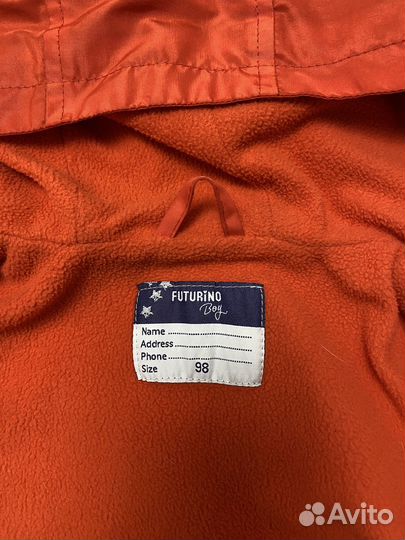 FUTURiNO
Boy
Name
Address
Phone
Size 98
Avito